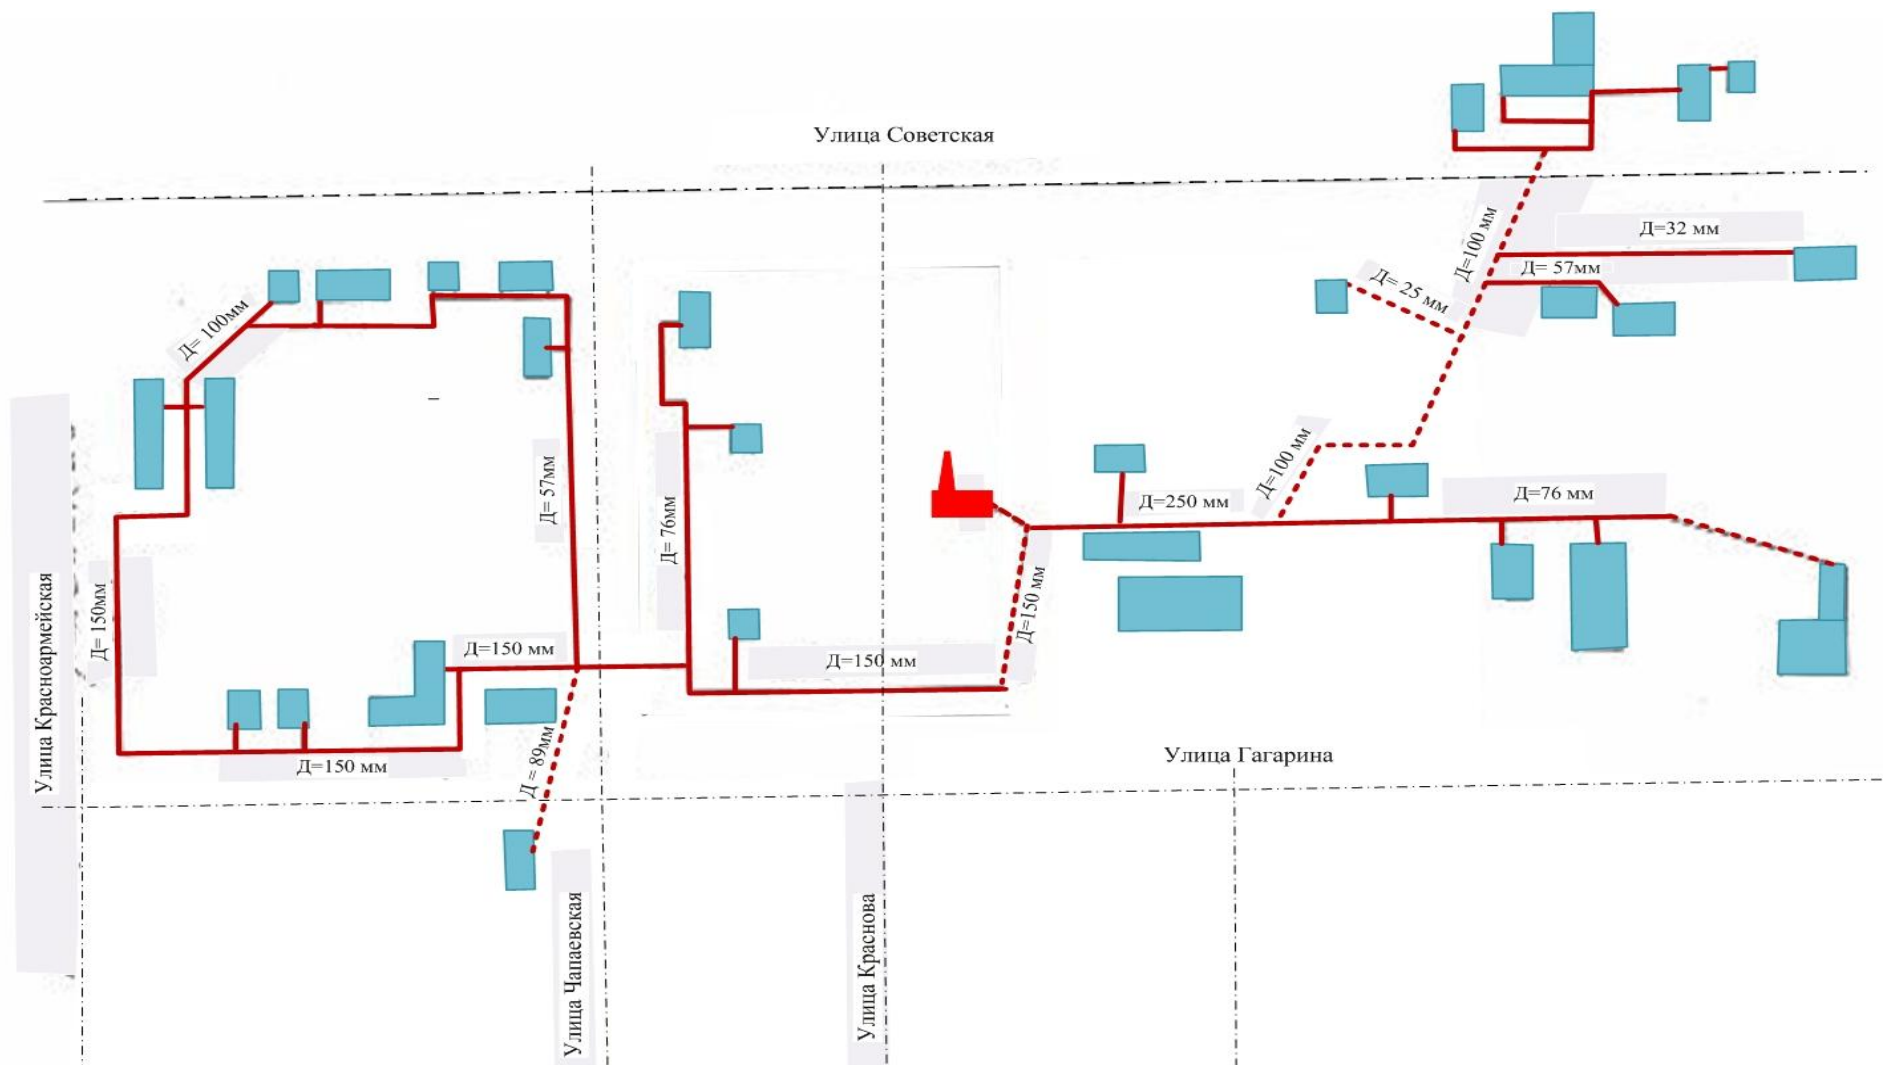 Улица Советская
Д=32 мм
Д=100 мм
Д= 57мм
Д= 25 мм
Д= 100мм
Д= 57мм
Д= 76мм
Д=250 мм
Д=100 мм
Д=76 мм
Д=150 мм
Улица Красноармейская
Д= 150мм
Д=150 мм
Д=150 мм
Д=150 мм
Д = 89мм
Улица Гагарина
Улица Чапаевская
Улица Краснова